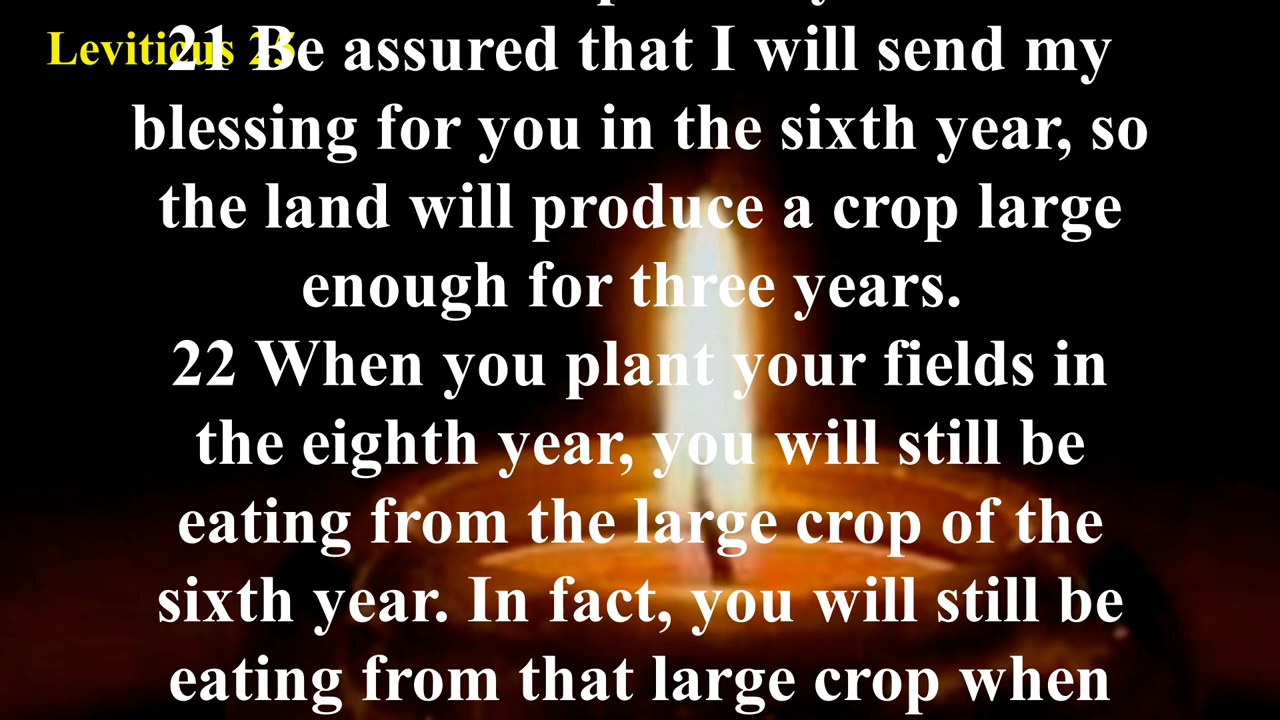 Leviticus 25
21 Be assured that I will send my
blessing for you in the sixth year, so
the land will produce a crop large
enough for three years.
22 When you plant your fields in
the eighth year, you will still be
eating from the large crop of the
sixth year. In fact, you will still be
eating from that large crop when